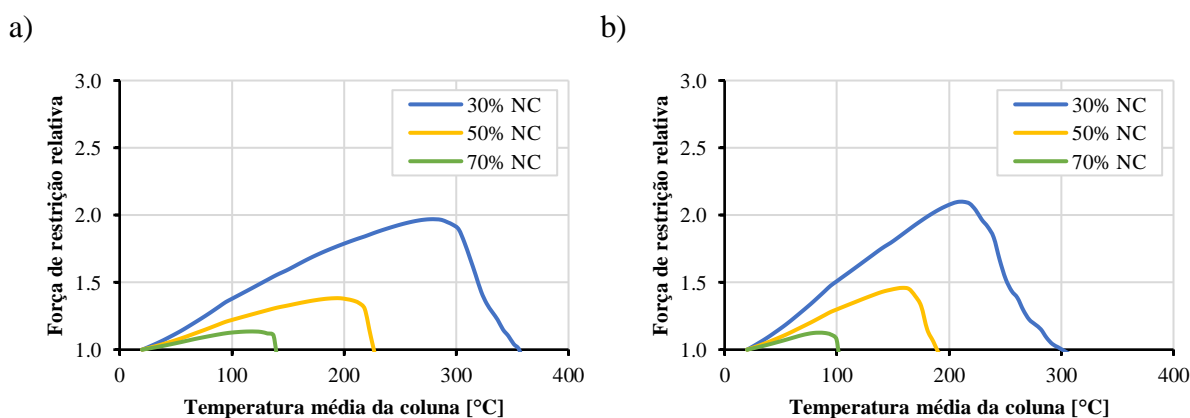 a)
3.0
2.5
2.0
1.5
1.0
Força de restrição relativa
30% NC
50% NC
70% NC
0
100
200
300
400
Temperatura média da coluna [°C]
b)
3.0
2.5
2.0
1.5
1.0
Força de restrição relativa
30% NC
50% NC
70% NC
0
100
200
300
400
Temperatura média da coluna [°C]